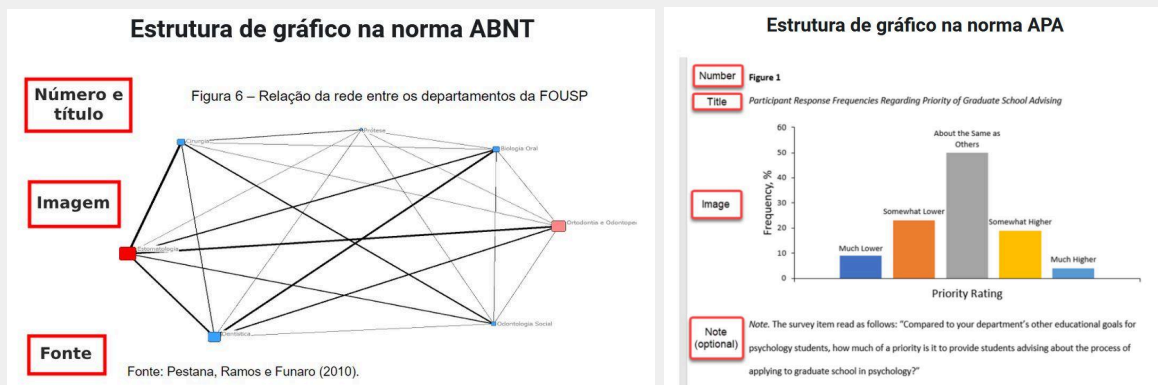 Estrutura de gráfico na norma ABNT
Número e
título
Figura 6 – Relação da rede entre os departamentos da FOUSP
Cirurgia
Prótese
Biologia Oral
Imagem
Ortodontia e Odontoped
Estomatologia
Dentística
Odontologia Social
Fonte
Fonte: Pestana, Ramos e Funaro (2010).
Estrutura de gráfico na norma APA
Number
Figure 1
Title
Participant Response Frequencies Regarding Priority of Graduate School Advising
Image
Frequency, %
60
50
40
30
20
10
0
Much Lower
Somewhat Lower
About the Same as
Others
Somewhat Higher
Much Higher
Priority Rating
Note
(optional)
Note. The survey item read as follows: "Compared to your department's other educational goals for
psychology students, how much of a priority is it to provide students advising about the process of
applying to graduate school in psychology?"